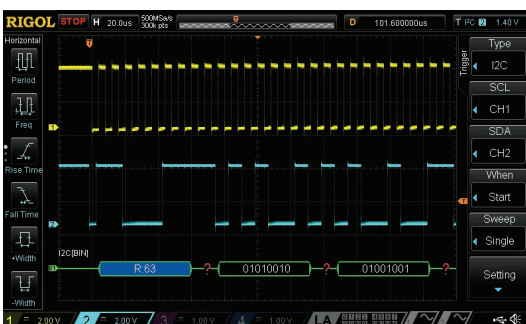 RIGOL STOP H 20.0us 500MSa/s 300k pts D 101.600000us T I²C 2 1.40 V
Horizontal
Period
Freq
Rise Time
Fall Time
+Width
-Width
I2C[BIN]
B1 R:63 ? 01010010 ? 01001001 ?
Trigger
Type
I2C
SCL
CH1
SDA
CH2
When
Start
Sweep
Single
Setting
1 = 2.00 V 2 = 2.00 V 3 = 1.00 V 4 = 1.00 V LA